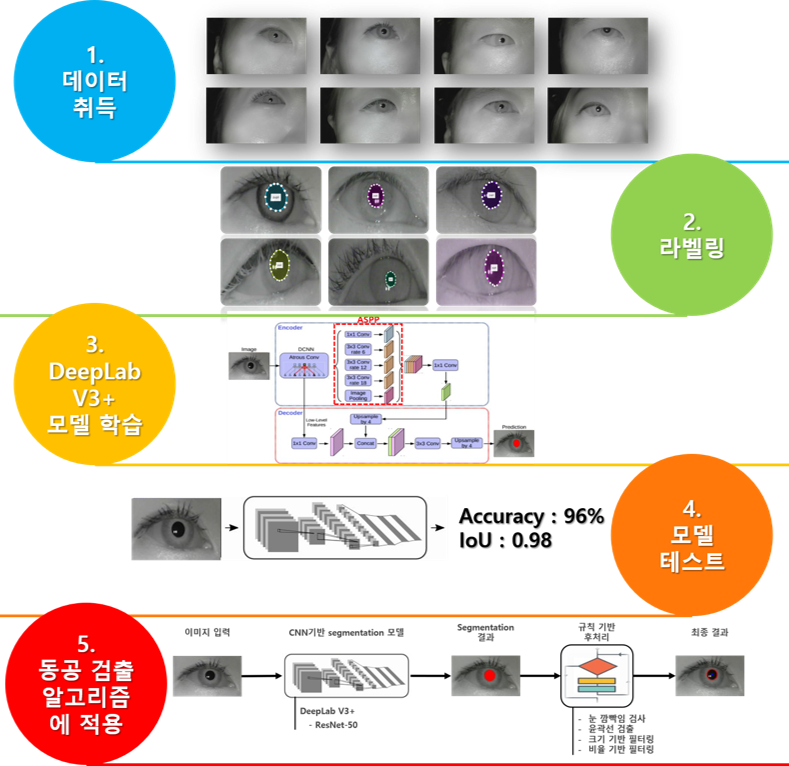 1.
데이터
취득
2.
라벨링
3.
DeepLab
V3+
모델 학습
ASPP
Encoder
Image
DCNN
Atrous Conv
1x1 Conv
3x3 Conv
rate 6
3x3 Conv
rate 12
3x3 Conv
rate 18
Image
Pooling
1x1 Conv
Decoder
Low-Level
Features
Upsample
by 4
1x1 Conv
Concat
3x3 Conv
Upsample
by 4
Prediction
4.
모델
테스트
Accuracy : 96%
IoU : 0.98
5.
동공 검출
알고리즘
에 적용
이미지 입력
CNN기반 segmentation 모델
DeepLab V3+
- ResNet-50
Segmentation
결과
규칙 기반
후처리
- 눈 깜빡임 검사
- 윤곽선 검출
- 크기 기반 필터링
- 비율 기반 필터링
최종 결과